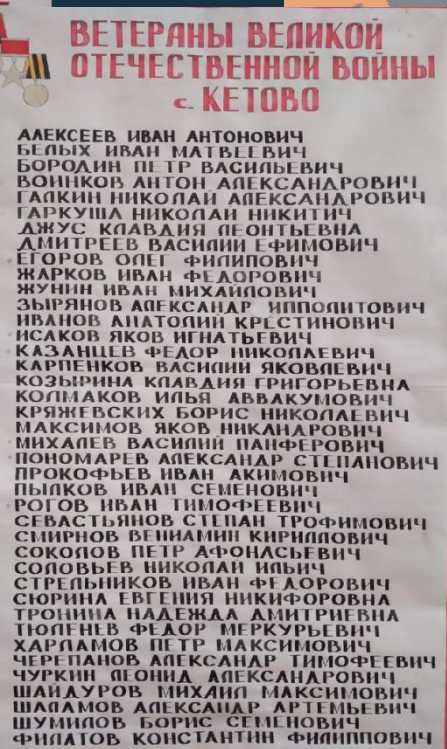 ВЕТЕРАНЫ ВЕЛИКОЙ
ОТЕЧЕСТВЕННОЙ ВОЙНЫ
с. КЕТОВО
АЛЕКСЕЕВ ИВАН АНТОНОВИЧ
БЕЛЫХ ИВАН МАТВЕЕВИЧ
БОРОДИН ПЕТР ВАСИЛЬЕВИЧ
ВОИНКОВ АНТОН АЛЕКСАНДРОВИЧ
ГАЛКИН НИКОЛАЙ АЛЕКСАНДРОВИЧ
ГАРКУША НИКОЛАЙ НИКИТИЧ
ДЖУС КЛАВДИЯ ЛЕОНТЬЕВНА
ДМИТРЕЕВ ВАСИЛИЙ ЕФИМОВИЧ
ЕГОРОВ ОЛЕГ ФИЛИПОВИЧ
ЖАРКОВ ИВАН ФЕДОРОВИЧ
ЖУНИН ИВАН МИХАЙЛОВИЧ
ЗЫРЯНОВ АЛЕКСАНДР ИППОЛИТОВИЧ
ИВАНОВ АНАТОЛИЙ КРЕСТИНОВИЧ
ИСАКОВ ЯКОВ ИГНАТЬЕВИЧ
КАЗАНЦЕВ ФЕДОР НИКОЛАЕВИЧ
КАРПЕНКОВ ВАСИЛИЙ ЯКОВЛЕВИЧ
КОЗЫРИНА КЛАВДИЯ ГРИГОРЬЕВНА
КОЛМАКОВ ИЛЬЯ АВВАКУМОВИЧ
КРЯЖЕВСКИХ БОРИС НИКОЛАЕВИЧ
МАКСИМОВ ЯКОВ НИКАНДРОВИЧ
МИХАЛЕВ ВАСИЛИЙ ПАНФЕРОВИЧ
ПОНОМАРЕВ АЛЕКСАНДР СТЕПАНОВИЧ
ПРОКОФЬЕВ ИВАН АКИМОВИЧ
ПЫЛКОВ ИВАН СЕМЕНОВИЧ
РОГОВ ИВАН ТИМОФЕЕВИЧ
СЕВАСТЬЯНОВ СТЕПАН ТРОФИМОВИЧ
СМИРНОВ ВЕНИАМИН КИРИЛЛОВИЧ
СОКОЛОВ ПЕТР АФОНАСЬЕВИЧ
СОЛОВЬЕВ НИКОЛАЙ ИЛЬИЧ
СТРЕЛЬНИКОВ ИВАН ФЕДОРОВИЧ
СЮРИНА ЕВГЕНИЯ НИКИФОРОВНА
ТРОНИНА НАДЕЖДА ДМИТРИЕВНА
ТЮЛЕНЕВ ФЕДОР МЕРКУРЬЕВИЧ
ХАРЛАМОВ ПЕТР МАКСИМОВИЧ
ЧЕРЕПАНОВ АЛЕКСАНДР ТИМОФЕЕВИЧ
ЧУРКИН ЛЕОНИД АЛЕКСАНДРОВИЧ
ШАЙДУРОВ МИХАИЛ МАКСИМОВИЧ
ШАЛАМОВ АЛЕКСАНДР АРТЕМЬЕВИЧ
ШУМИЛОВ БОРИС СЕМЕНОВИЧ
ФИЛАТОВ КОНСТАНТИН ФИЛИППОВИЧ